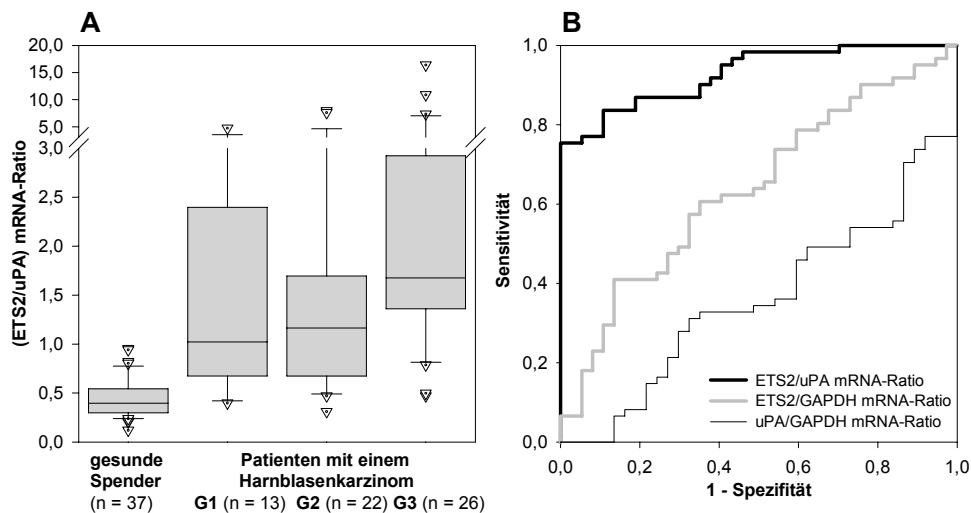 A
(ETS2/uPA) mRNA-Ratio
20,0
15,0
10,0
5,0
3,0
2,5
2,0
1,5
1,0
0,5
0,0
gesunde
Spender
(n = 37)
Patienten mit einem
Harnblasenkarzinom
G1 (n = 13) G2 (n = 22) G3 (n = 26)
B
Sensitivität
1,0
0,8
0,6
0,4
0,2
0,0
ETS2/uPA mRNA-Ratio
ETS2/GAPDH mRNA-Ratio
uPA/GAPDH mRNA-Ratio
0,0 0,2 0,4 0,6 0,8 1,0
1 - Spezifität